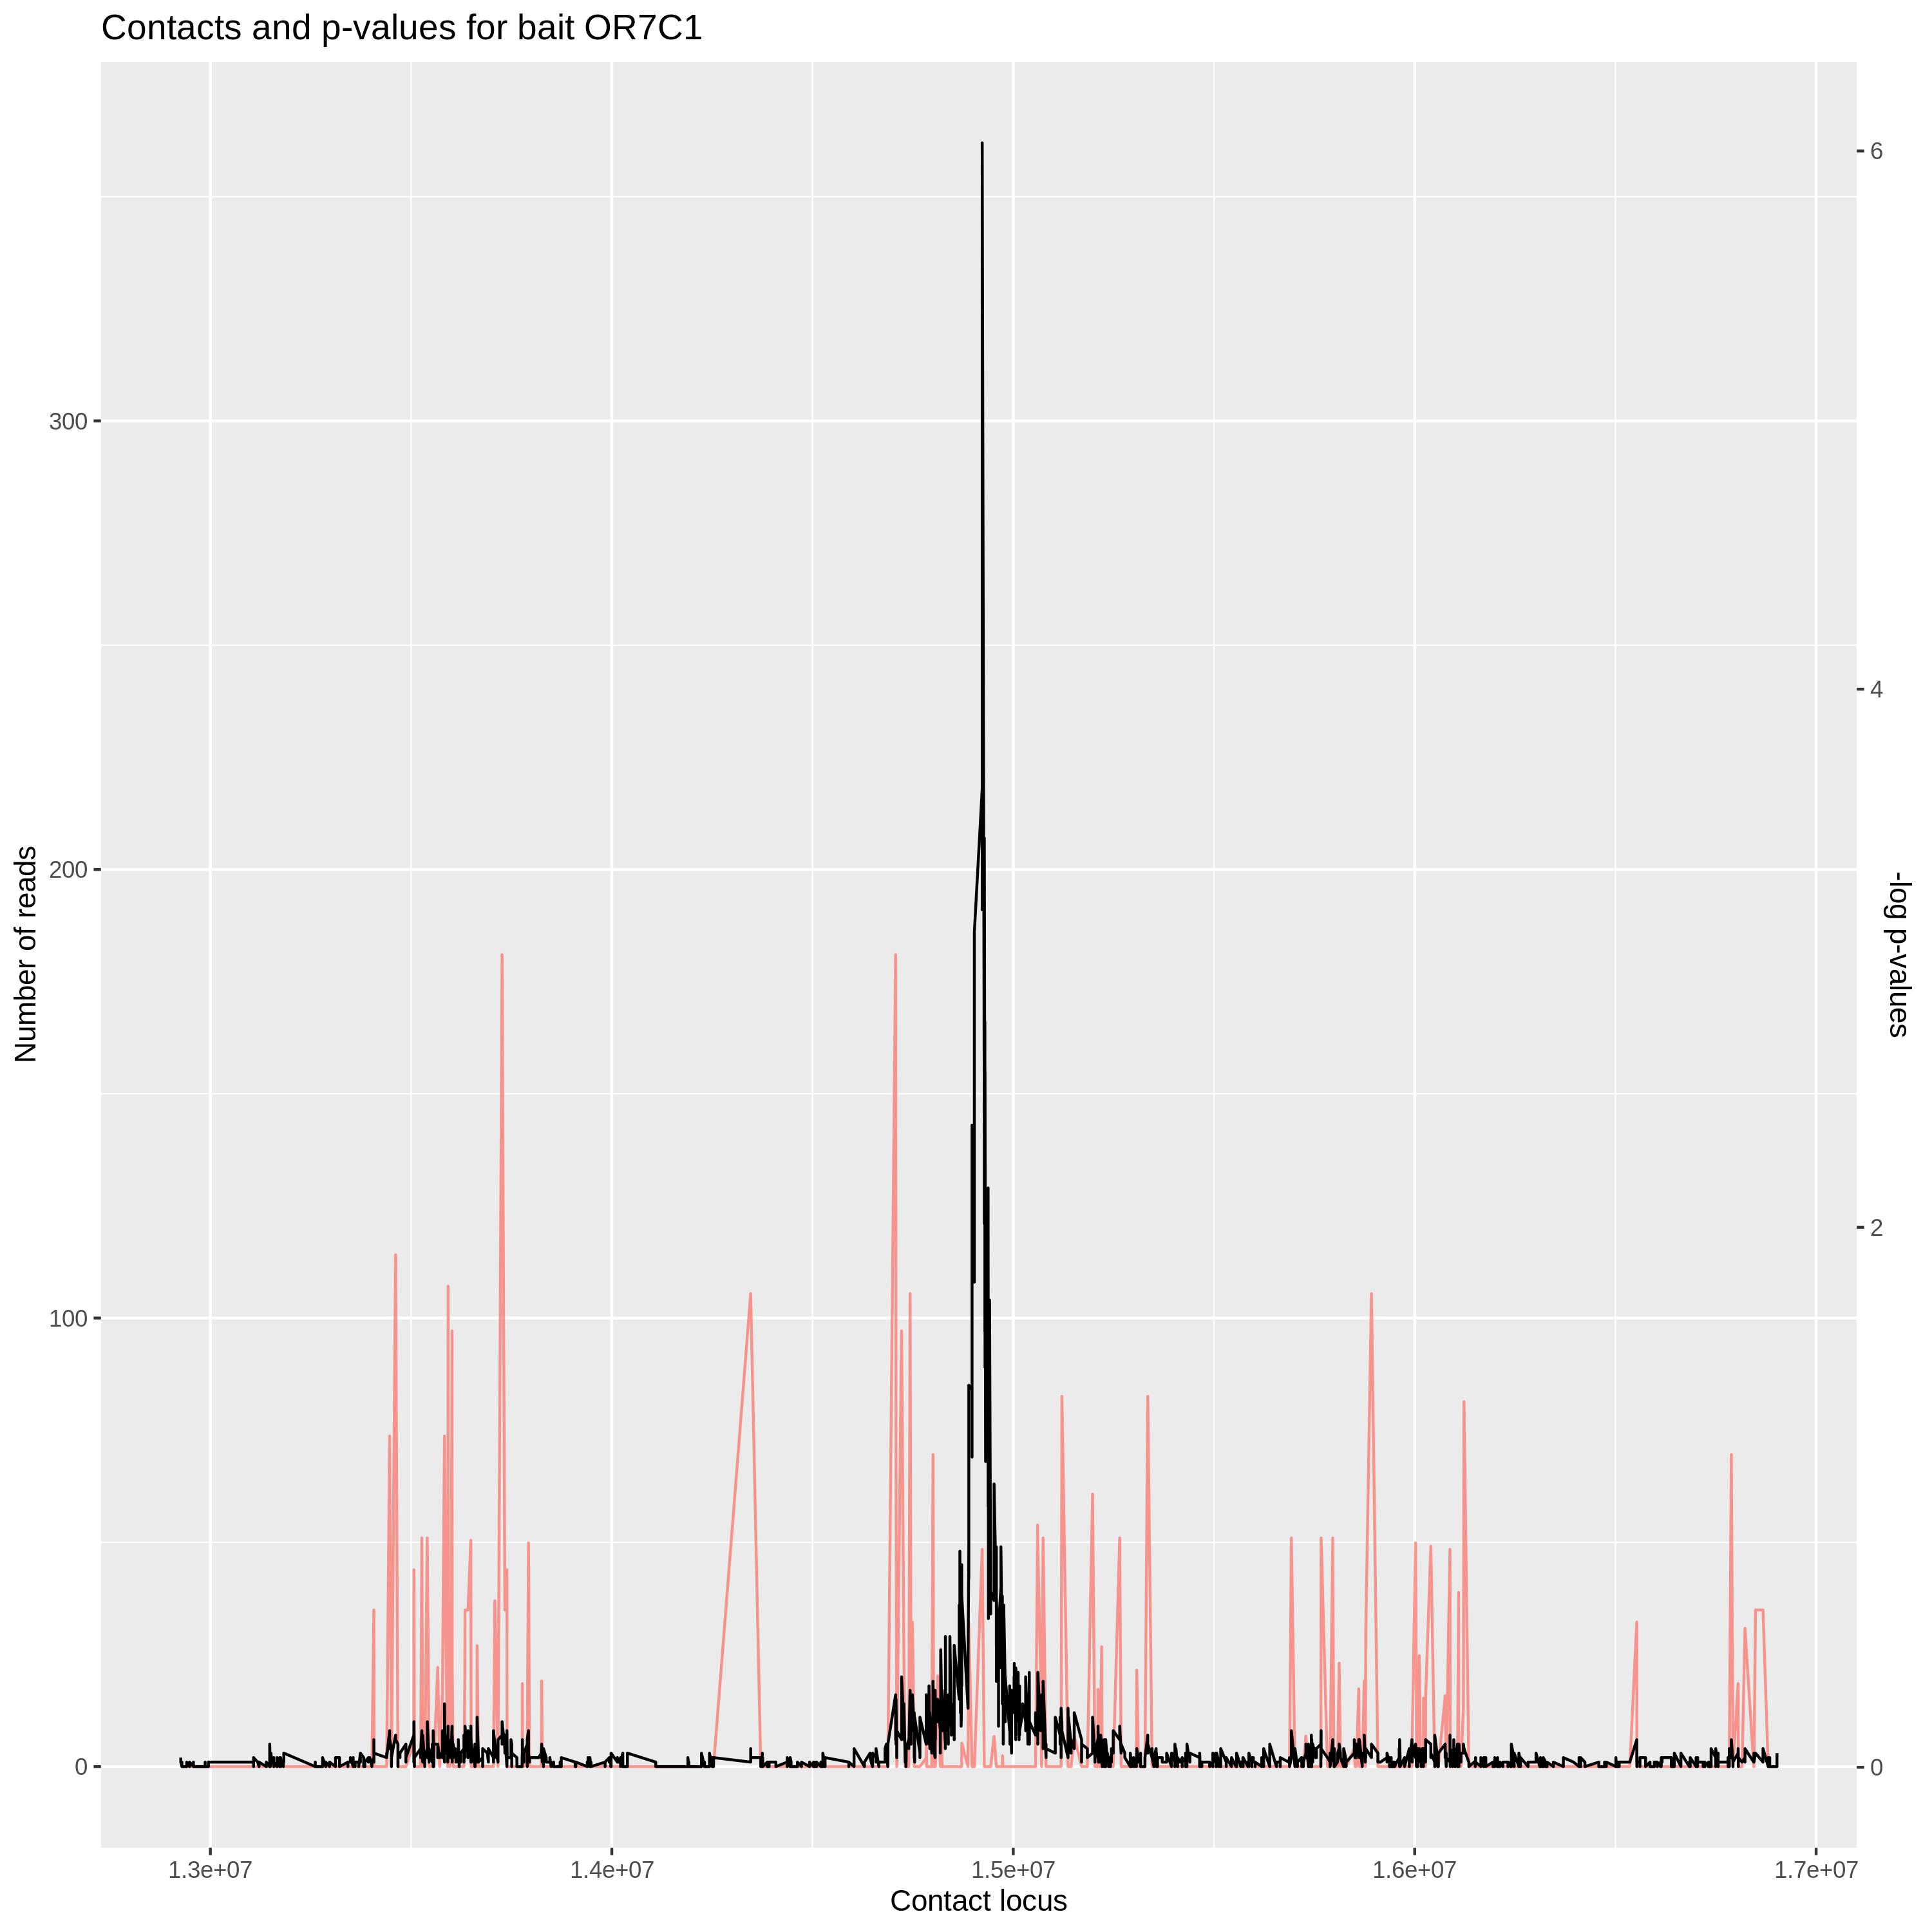 Contacts and p-values for bait OR7C1
Number of reads
300
200
100
0
6
4
2
0
-log p-values
1.3e+07 1.4e+07 1.5e+07 1.6e+07 1.7e+07
Contact locus